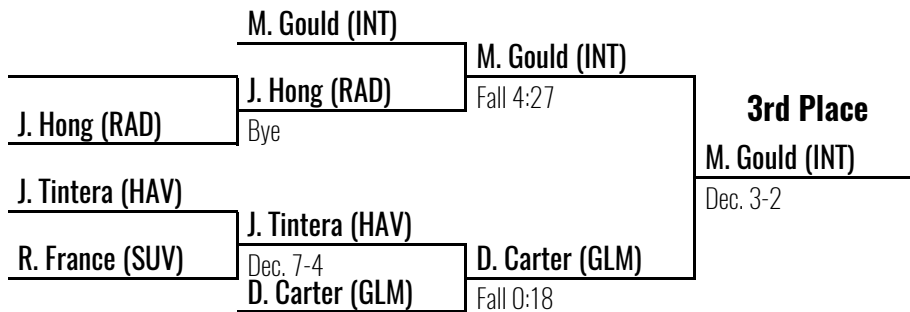 M. Gould (INT)
M. Gould (INT)
J. Hong (RAD)
Fall 4:27
3rd Place
J. Hong (RAD)
Bye
M. Gould (INT)
J. Tintera (HAV)
Dec. 3-2
J. Tintera (HAV)
R. France (SUV)
Dec. 7-4
D. Carter (GLM)
D. Carter (GLM)
Fall 0:18